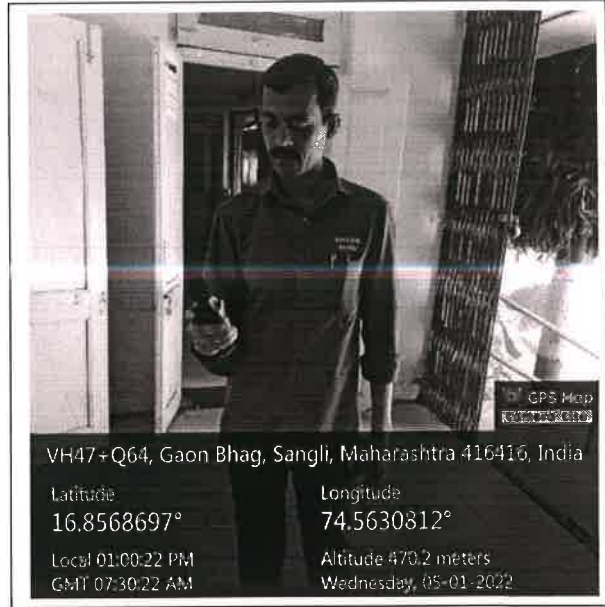 GPS Map
VH47+Q64, Gaon Bhag, Sangli, Maharashtra 416416, India
Latitude
16.8568697°
Longitude
74.5630812°
Local 01:00:22 PM
GMT 07:30:22 AM
Altitude 470.2 meters
Wednesday, 05-01-2022